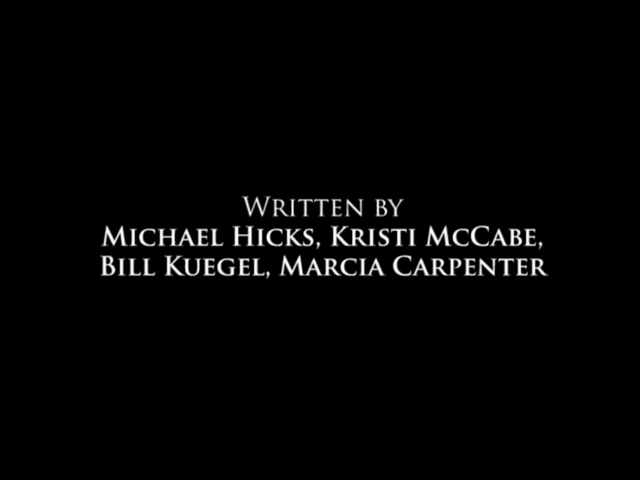 WRITTEN BY
MICHAEL HICKS, KRISTI MCCABE,
BILL KUEGEL, MARCIA CARPENTER